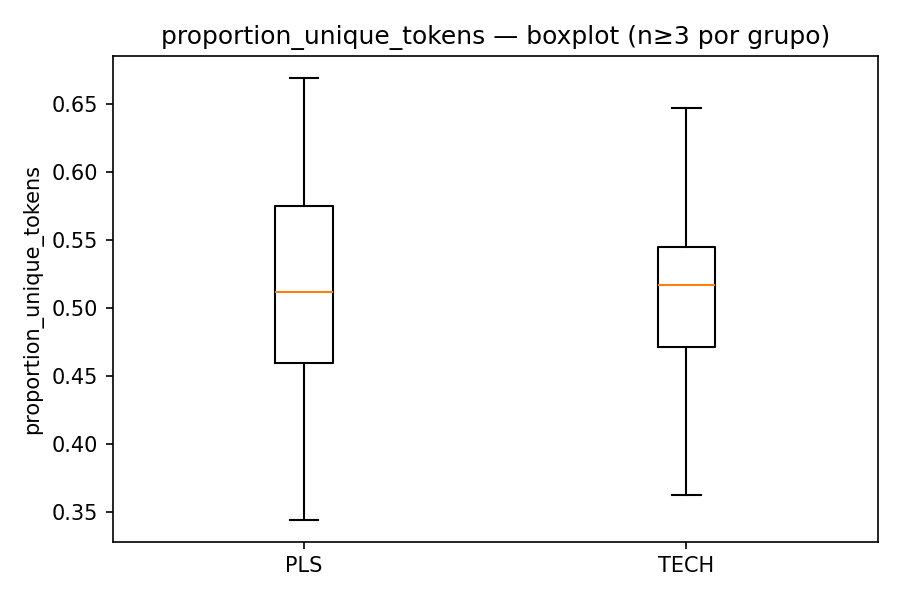 proportion_unique_tokens — boxplot (n≥3 por grupo)
proportion_unique_tokens
0.65
0.60
0.55
0.50
0.45
0.40
0.35
PLS
TECH